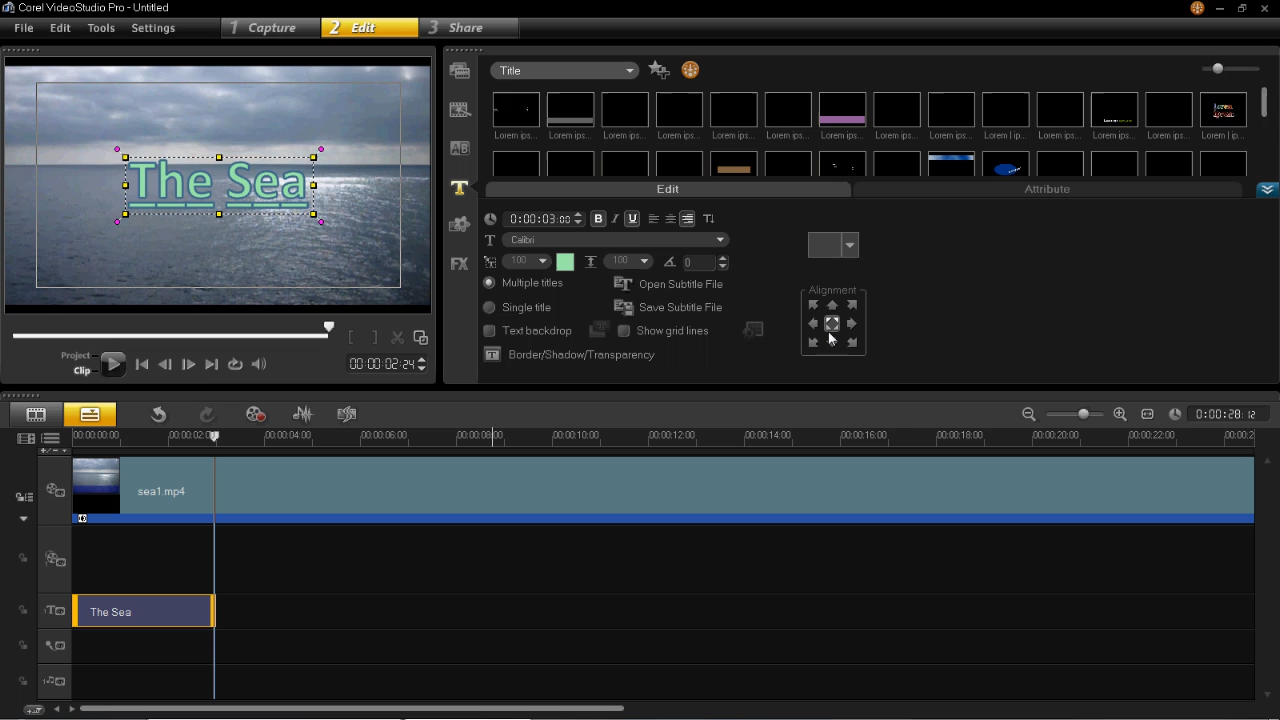 Corel VideoStudio Pro - Untitled
File Edit Tools Settings 1 Capture 2 Edit 3 Share
The Sea
Project
Clip
00:00:02:24
Title
Lorem ips... Lorem ips... Lorem ips... Lorem ips... Lorem ips... Lorem ips... Lorem ips... Lorem ips... Lorem ips... Lorem l ip... Lorem ips... Lorem ips... Lorem l ip...
Edit Attribute
0:00:03:00 B I U
Calibri
100 100 0
Multiple titles Open Subtitle File
Single title Save Subtitle File
Text backdrop Show grid lines
Border/Shadow/Transparency
Alignment
AB
T
FX
0:00:28:12
00:00:00:00 00:00:02:0 00:00:04:00 00:00:06:00 00:00:08:00 00:00:10:00 00:00:12:00 00:00:14:00 00:00:16:00 00:00:18:00 00:00:20:00 00:00:22:00 00:00:2
sea1.mp4
The Sea